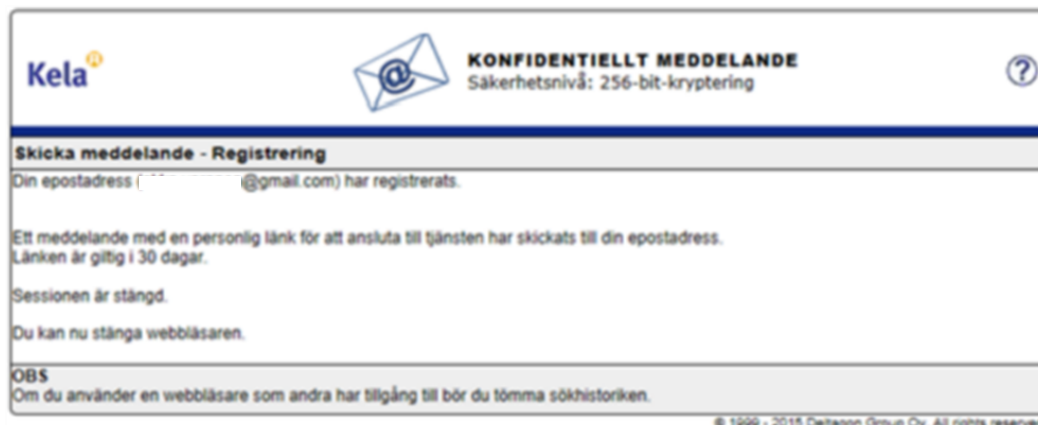 Kela
@
KONFIDENTIELLT MEDDELANDE
Säkerhetsnivå: 256-bit-kryptering
?
Skicka meddelande - Registrering
Din epostadress ( @gmail.com) har registrerats.
Ett meddelande med en personlig länk för att ansluta till tjänsten har skickats till din epostadress.
Länken är giltig i 30 dagar.
Sessionen är stängd.
Du kan nu stänga webbläsaren.
OBS
Om du använder en webbläsare som andra har tillgång till bör du tömma sökhistoriken.
© 1999 - 2015 Deltagon Group Oy. All rights reserved